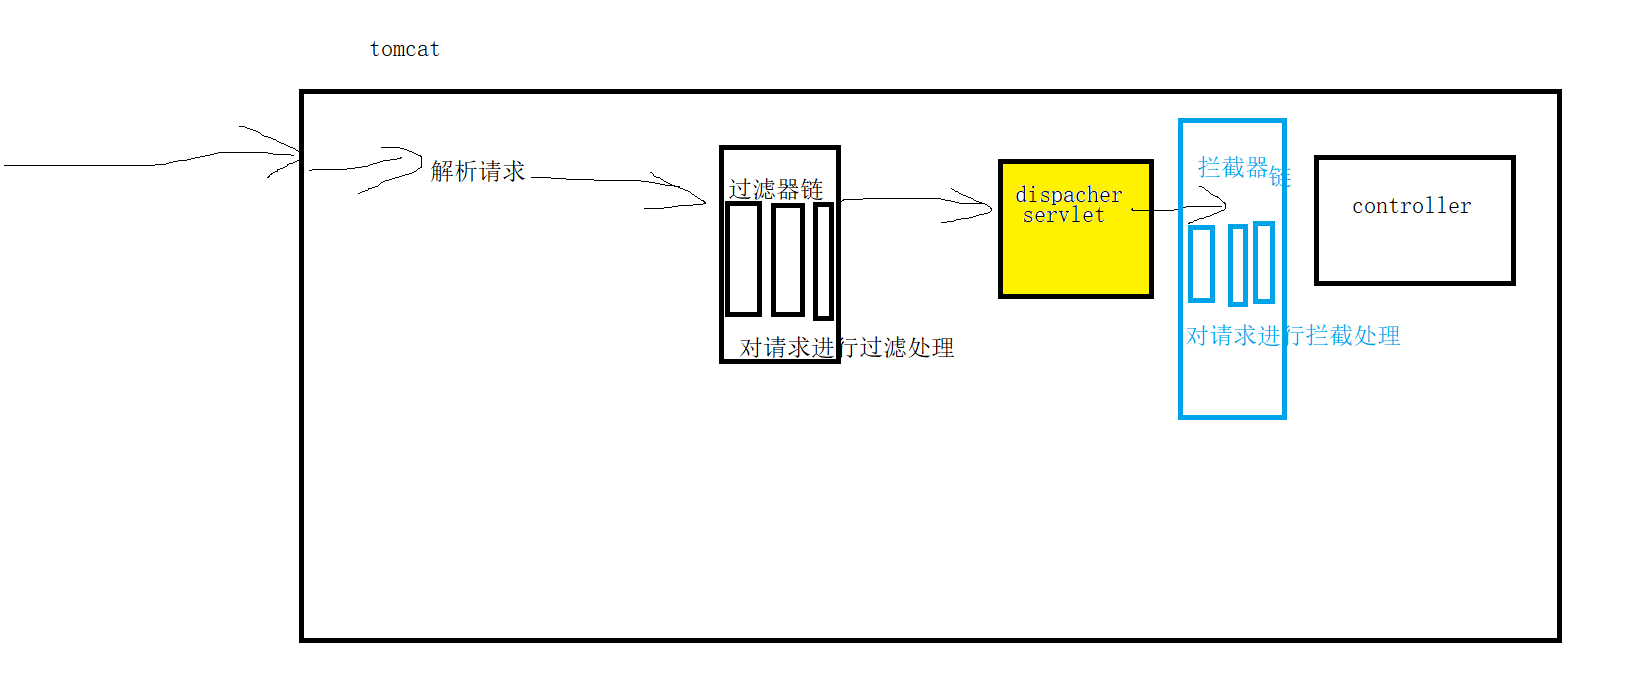 tomcat
解析请求
过滤器链
对请求进行过滤处理
dispacher
servlet
拦截器链
对请求进行拦截处理
controller